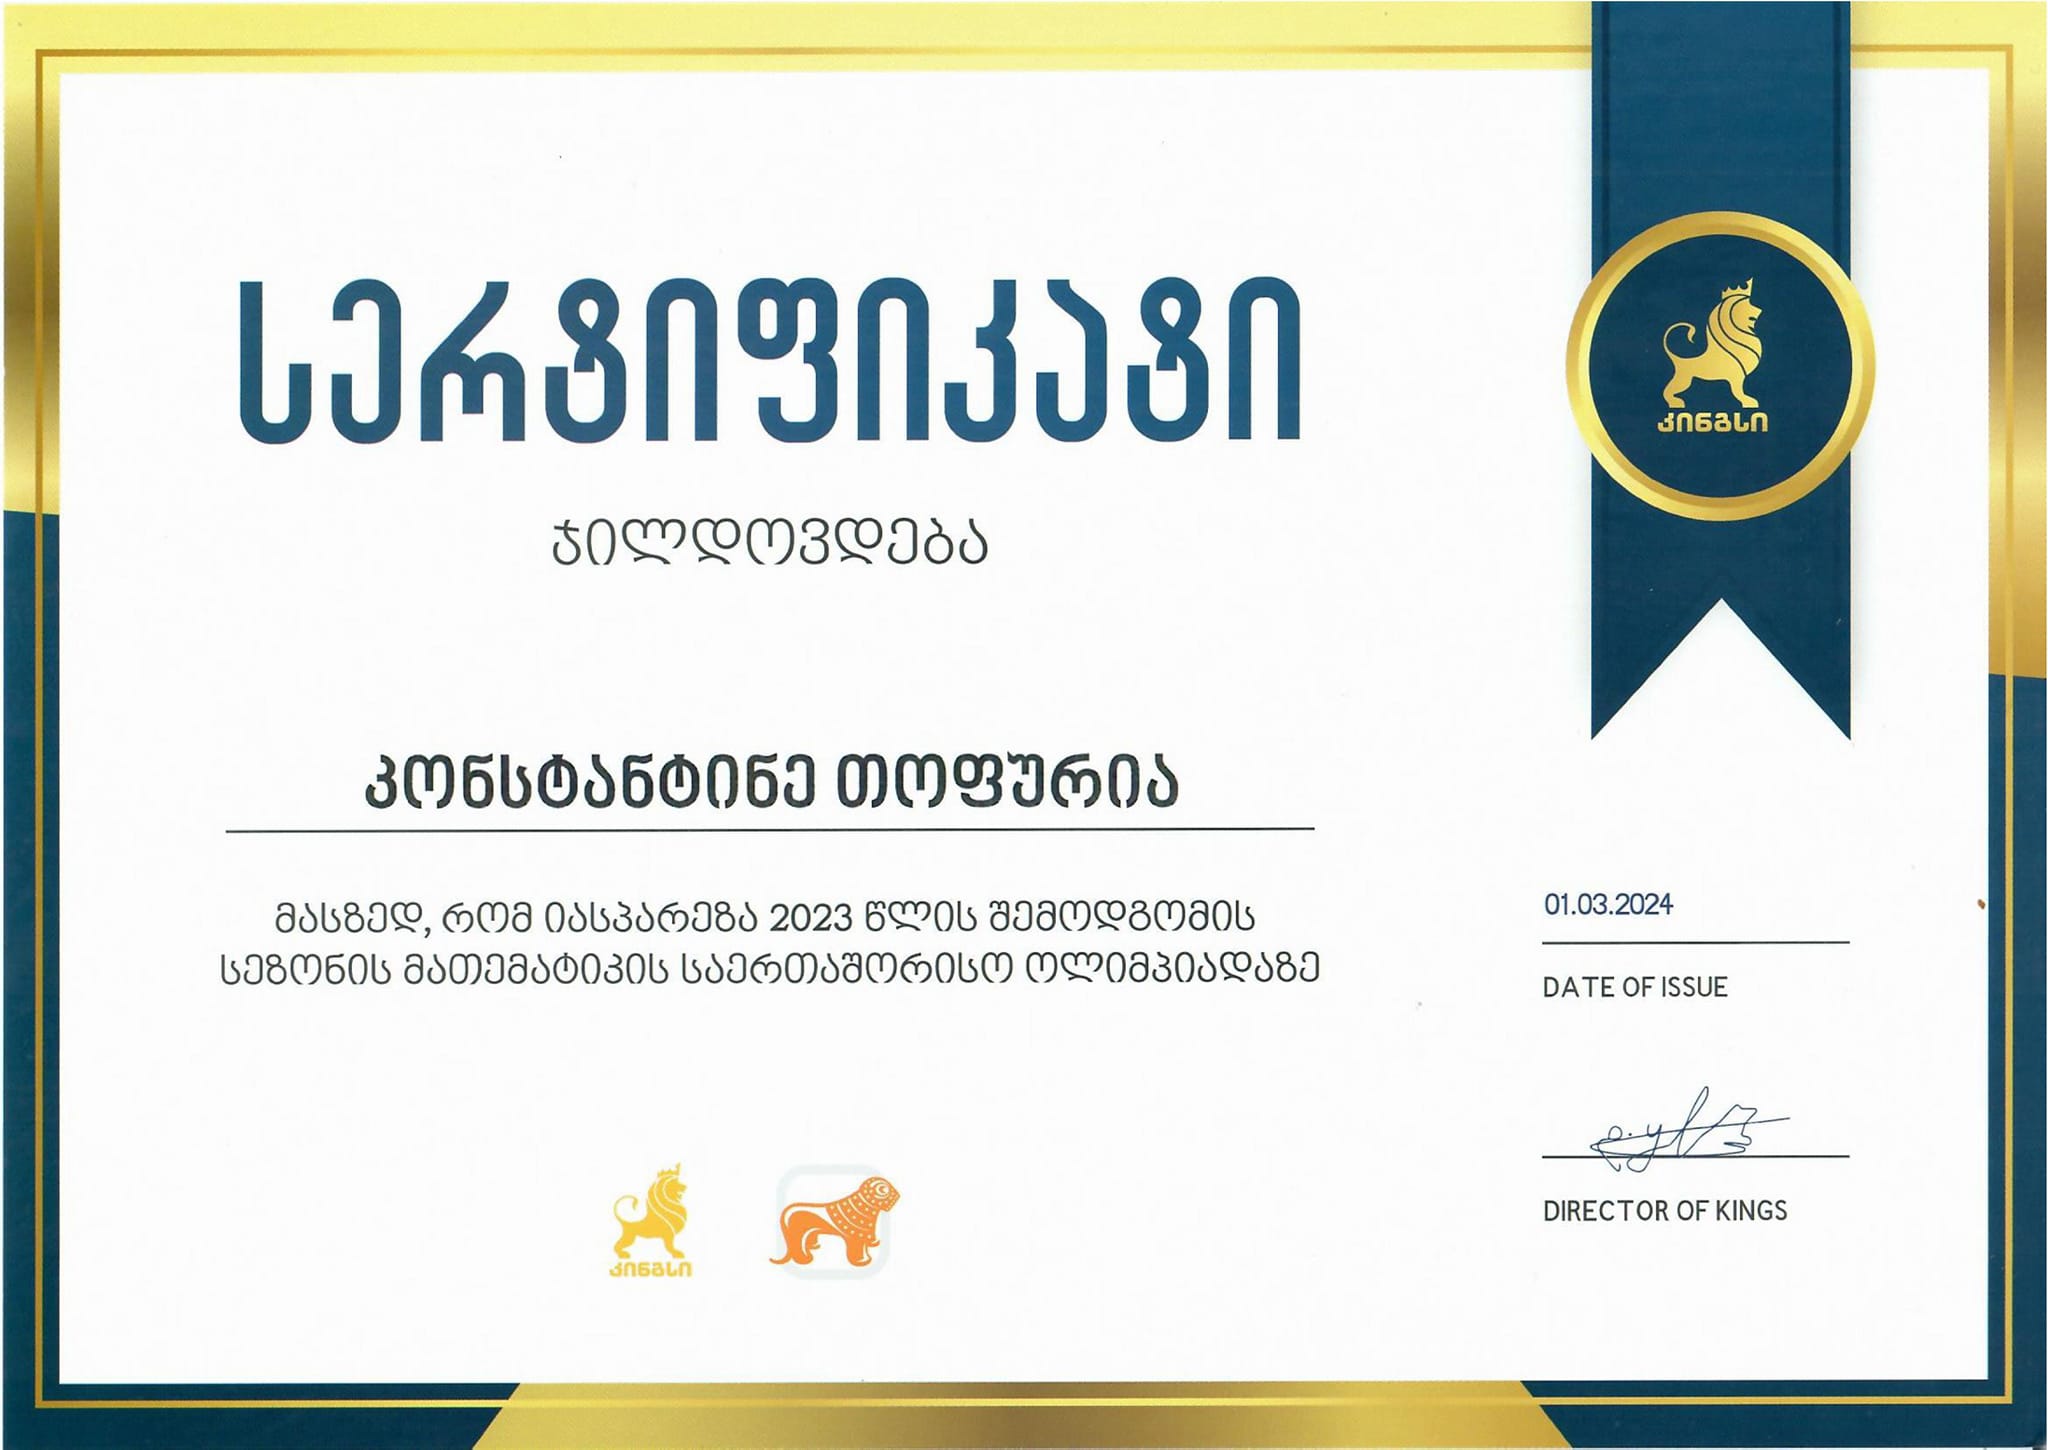 სერტიფიკატი
კინგსი
ჯილდოვდება
კონსტანტინე თოფურია
მასზედ, რომ იასპარეზა 2023 წლის შემოდგომის
სეზონის მათემატიკის საერთაშორისო ოლიმპიადაზე
01.03.2024
DATE OF ISSUE
DIRECTOR OF KINGS
კინგსი